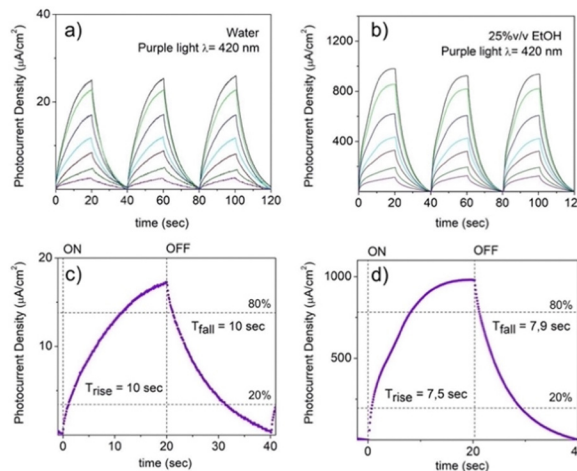 a)
Water
Purple light λ= 420 nm
Photocurrent Density (μA/cm²)
40
20
0
0 20 40 60 80 100 120
time (sec)
b)
25%v/v EtOH
Purple light λ= 420 nm
Photocurrent Density (μA/cm²)
1200
800
400
0 20 40 60 80 100 120
time (sec)
c)
ON
OFF
Photocurrent Density (μA/cm²)
20
10
0
80%
Tfall = 10 sec
Trise = 10 sec
20%
0 20 40
time (sec)
d)
ON
OFF
Photocurrent Density (μA/cm²)
1000
500
0
80%
Tfall = 7,9 sec
Trise = 7,5 sec
20%
0 20 40
time (sec)